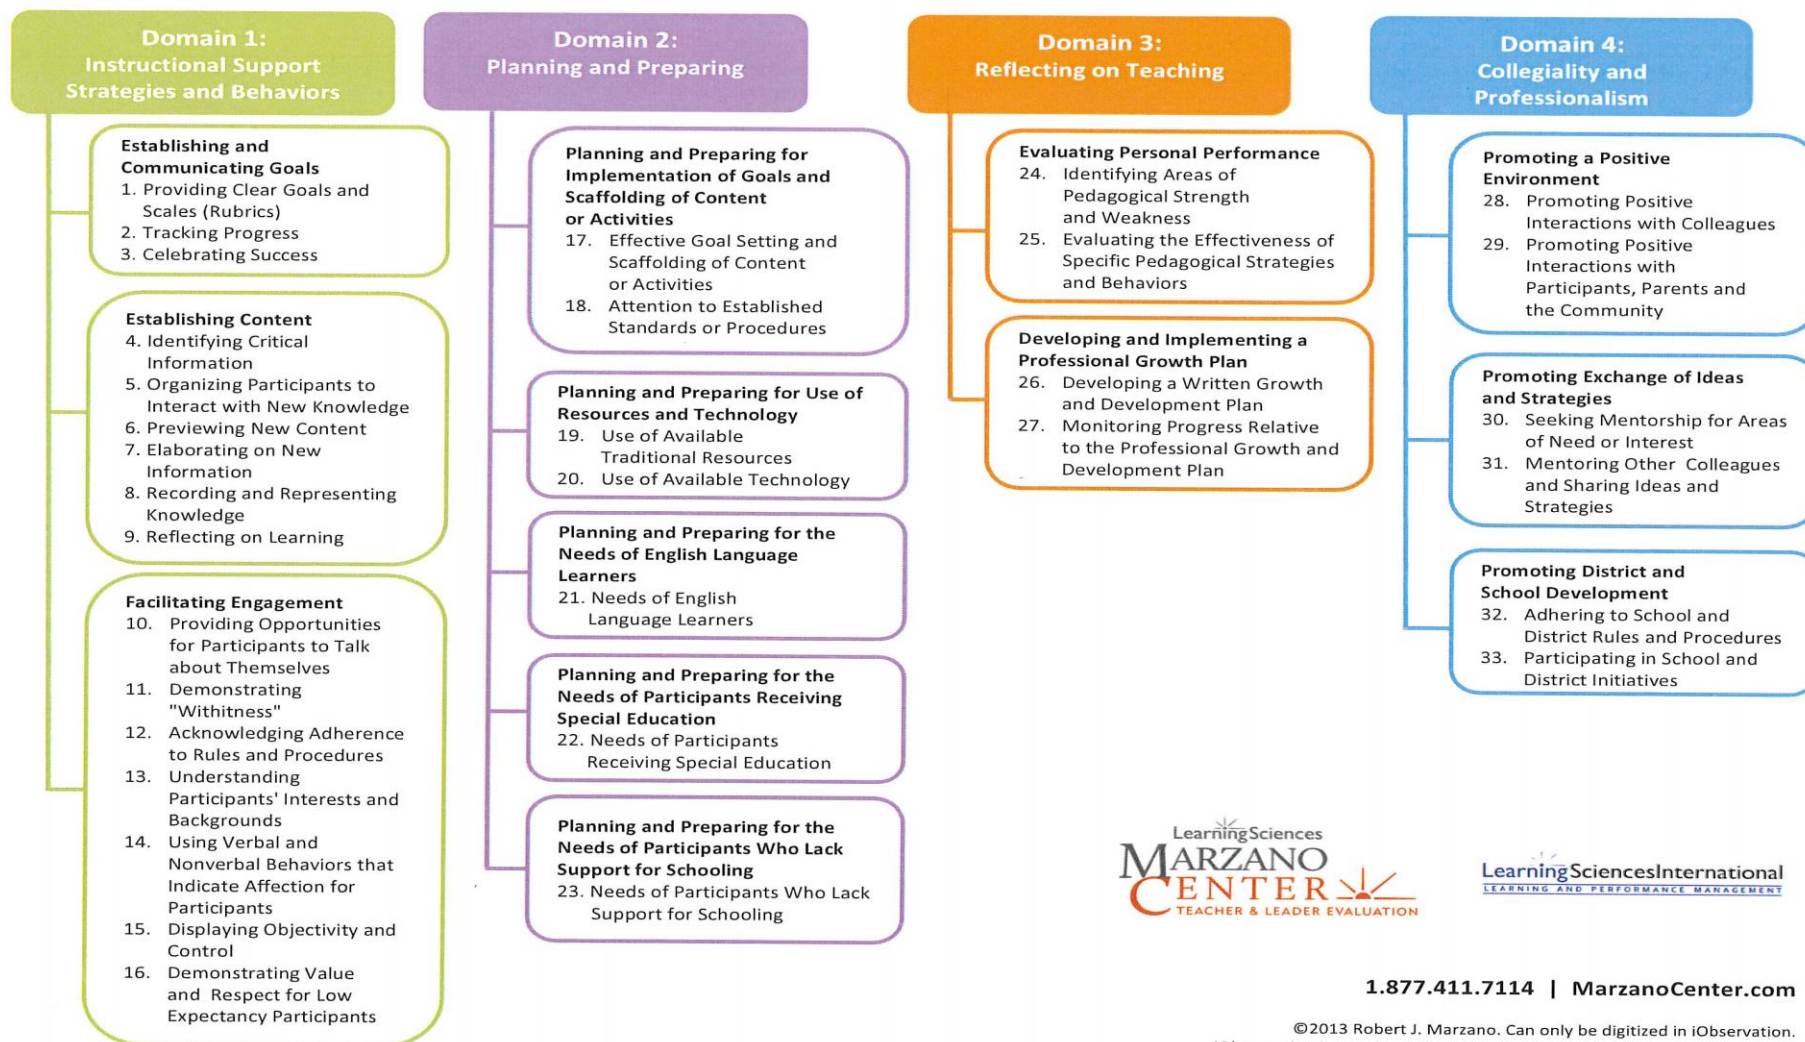 Domain 1:
Instructional Support
Strategies and Behaviors
Establishing and
Communicating Goals
1. Providing Clear Goals and
Scales (Rubrics)
2. Tracking Progress
3. Celebrating Success
Establishing Content
4. Identifying Critical
Information
5. Organizing Participants to
Interact with New Knowledge
6. Previewing New Content
7. Elaborating on New
Information
8. Recording and Representing
Knowledge
9. Reflecting on Learning
Facilitating Engagement
10. Providing Opportunities
for Participants to Talk
about Themselves
11. Demonstrating
"Withitness"
12. Acknowledging Adherence
to Rules and Procedures
13. Understanding
Participants' Interests and
Backgrounds
14. Using Verbal and
Nonverbal Behaviors that
Indicate Affection for
Participants
15. Displaying Objectivity and
Control
16. Demonstrating Value
and Respect for Low
Expectancy Participants
Domain 2:
Planning and Preparing
Planning and Preparing for
Implementation of Goals and
Scaffolding of Content
or Activities
17. Effective Goal Setting and
Scaffolding of Content
or Activities
18. Attention to Established
Standards or Procedures
Planning and Preparing for Use of
Resources and Technology
19. Use of Available
Traditional Resources
20. Use of Available Technology
Planning and Preparing for the
Needs of English Language
Learners
21. Needs of English
Language Learners
Planning and Preparing for the
Needs of Participants Receiving
Special Education
22. Needs of Participants
Receiving Special Education
Planning and Preparing for the
Needs of Participants Who Lack
Support for Schooling
23. Needs of Participants Who Lack
Support for Schooling
Domain 3:
Reflecting on Teaching
Evaluating Personal Performance
24. Identifying Areas of
Pedagogical Strength
and Weakness
25. Evaluating the Effectiveness of
Specific Pedagogical Strategies
and Behaviors
Developing and Implementing a
Professional Growth Plan
26. Developing a Written Growth
and Development Plan
27. Monitoring Progress Relative
to the Professional Growth and
Development Plan
Domain 4:
Collegiality and
Professionalism
Promoting a Positive
Environment
28. Promoting Positive
Interactions with Colleagues
29. Promoting Positive
Interactions with
Participants, Parents and
the Community
Promoting Exchange of Ideas
and Strategies
30. Seeking Mentorship for Areas
of Need or Interest
31. Mentoring Other Colleagues
and Sharing Ideas and
Strategies
Promoting District and
School Development
32. Adhering to School and
District Rules and Procedures
33. Participating in School and
District Initiatives
LearningSciences
MARZANO
CENTER
TEACHER & LEADER EVALUATION
LearningSciencesInternational
LEARNING AND PERFORMANCE MANAGEMENT
1.877.411.7114 | MarzanoCenter.com
©2013 Robert J. Marzano. Can only be digitized in iObservation.